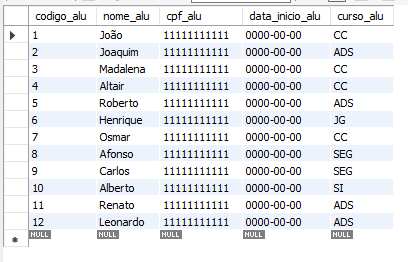 codigo_alu nome_alu cpf_alu data_inicio_alu curso_alu
1 João 11111111111 0000-00-00 CC
2 Joaquim 11111111111 0000-00-00 ADS
3 Madalena 11111111111 0000-00-00 CC
4 Altair 11111111111 0000-00-00 CC
5 Roberto 11111111111 0000-00-00 ADS
6 Henrique 11111111111 0000-00-00 JG
7 Osmar 11111111111 0000-00-00 CC
8 Afonso 11111111111 0000-00-00 SEG
9 Carlos 11111111111 0000-00-00 SEG
10 Alberto 11111111111 0000-00-00 SI
11 Renato 11111111111 0000-00-00 ADS
12 Leonardo 11111111111 0000-00-00 ADS
NULL NULL NULL NULL NULL